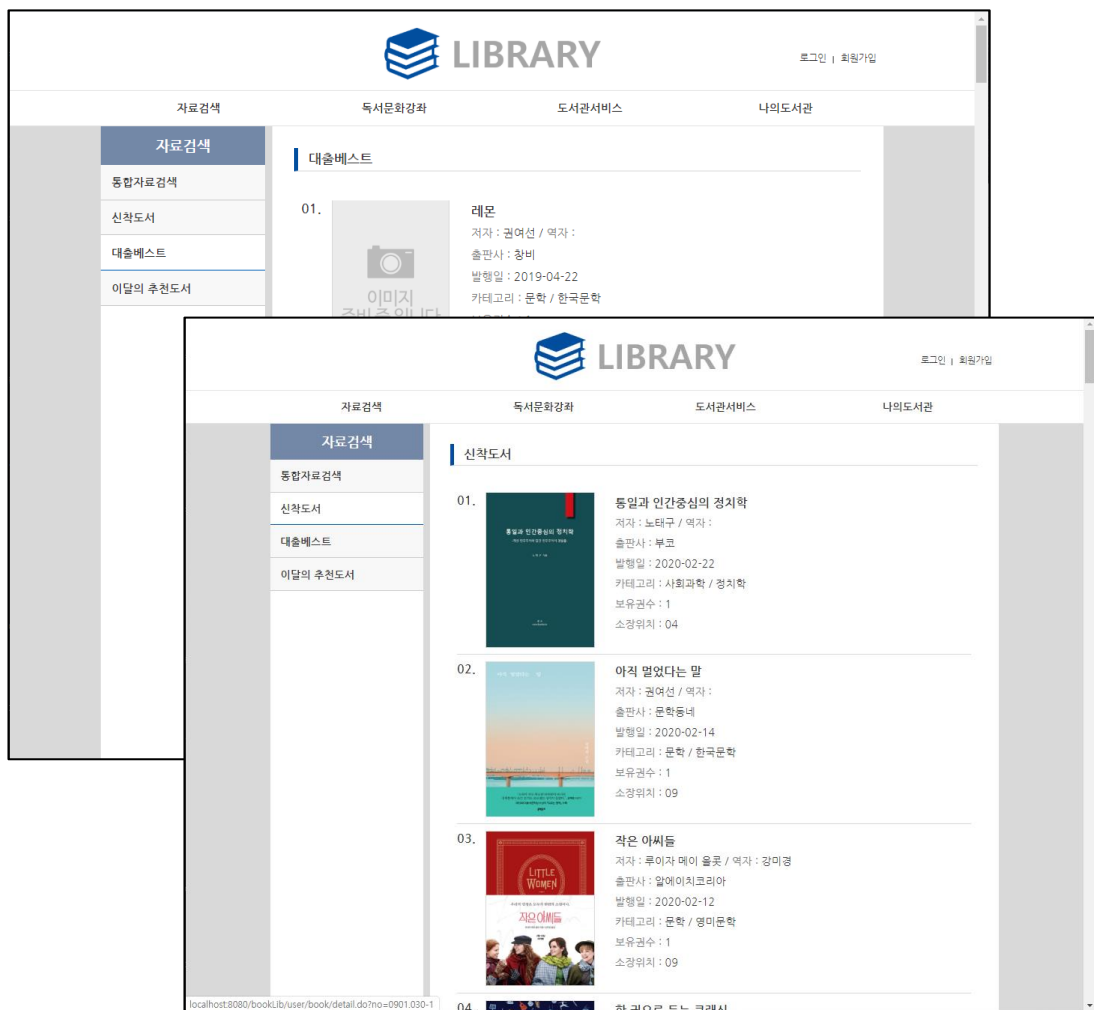 LIBRARY
로그인 | 회원가입
자료검색 독서문화강좌 도서관서비스 나의도서관
자료검색
통합자료검색
신착도서
대출베스트
이달의 추천도서
대출베스트
01.
이미지
레몬
저자 : 권여선 / 역자 :
출판사 : 창비
발행일 : 2019-04-22
카테고리 : 문학 / 한국문학
LIBRARY
로그인 | 회원가입
자료검색 독서문화강좌 도서관서비스 나의도서관
자료검색
통합자료검색
신착도서
대출베스트
이달의 추천도서
신착도서
01.
통일과 인간중심의 정치학
통일과 인간중심의 정치학
저자 : 노태구 / 역자 :
출판사 : 부코
발행일 : 2020-02-22
카테고리 : 사회과학 / 정치학
보유권수 : 1
소장위치 : 04
02.
아직 멀었다는 말
저자 : 권여선 / 역자 :
출판사 : 문학동네
발행일 : 2020-02-14
카테고리 : 문학 / 한국문학
보유권수 : 1
소장위치 : 09
03.
LITTLE
WOMEN
작은 아씨들
작은 아씨들
저자 : 루이자 메이 올콧 / 역자 : 강미경
출판사 : 알에이치코리아
발행일 : 2020-02-12
카테고리 : 문학 / 영미문학
보유권수 : 1
소장위치 : 09
localhost:8080/bookLib/user/book/detail.do?no=0901.030-1
04.